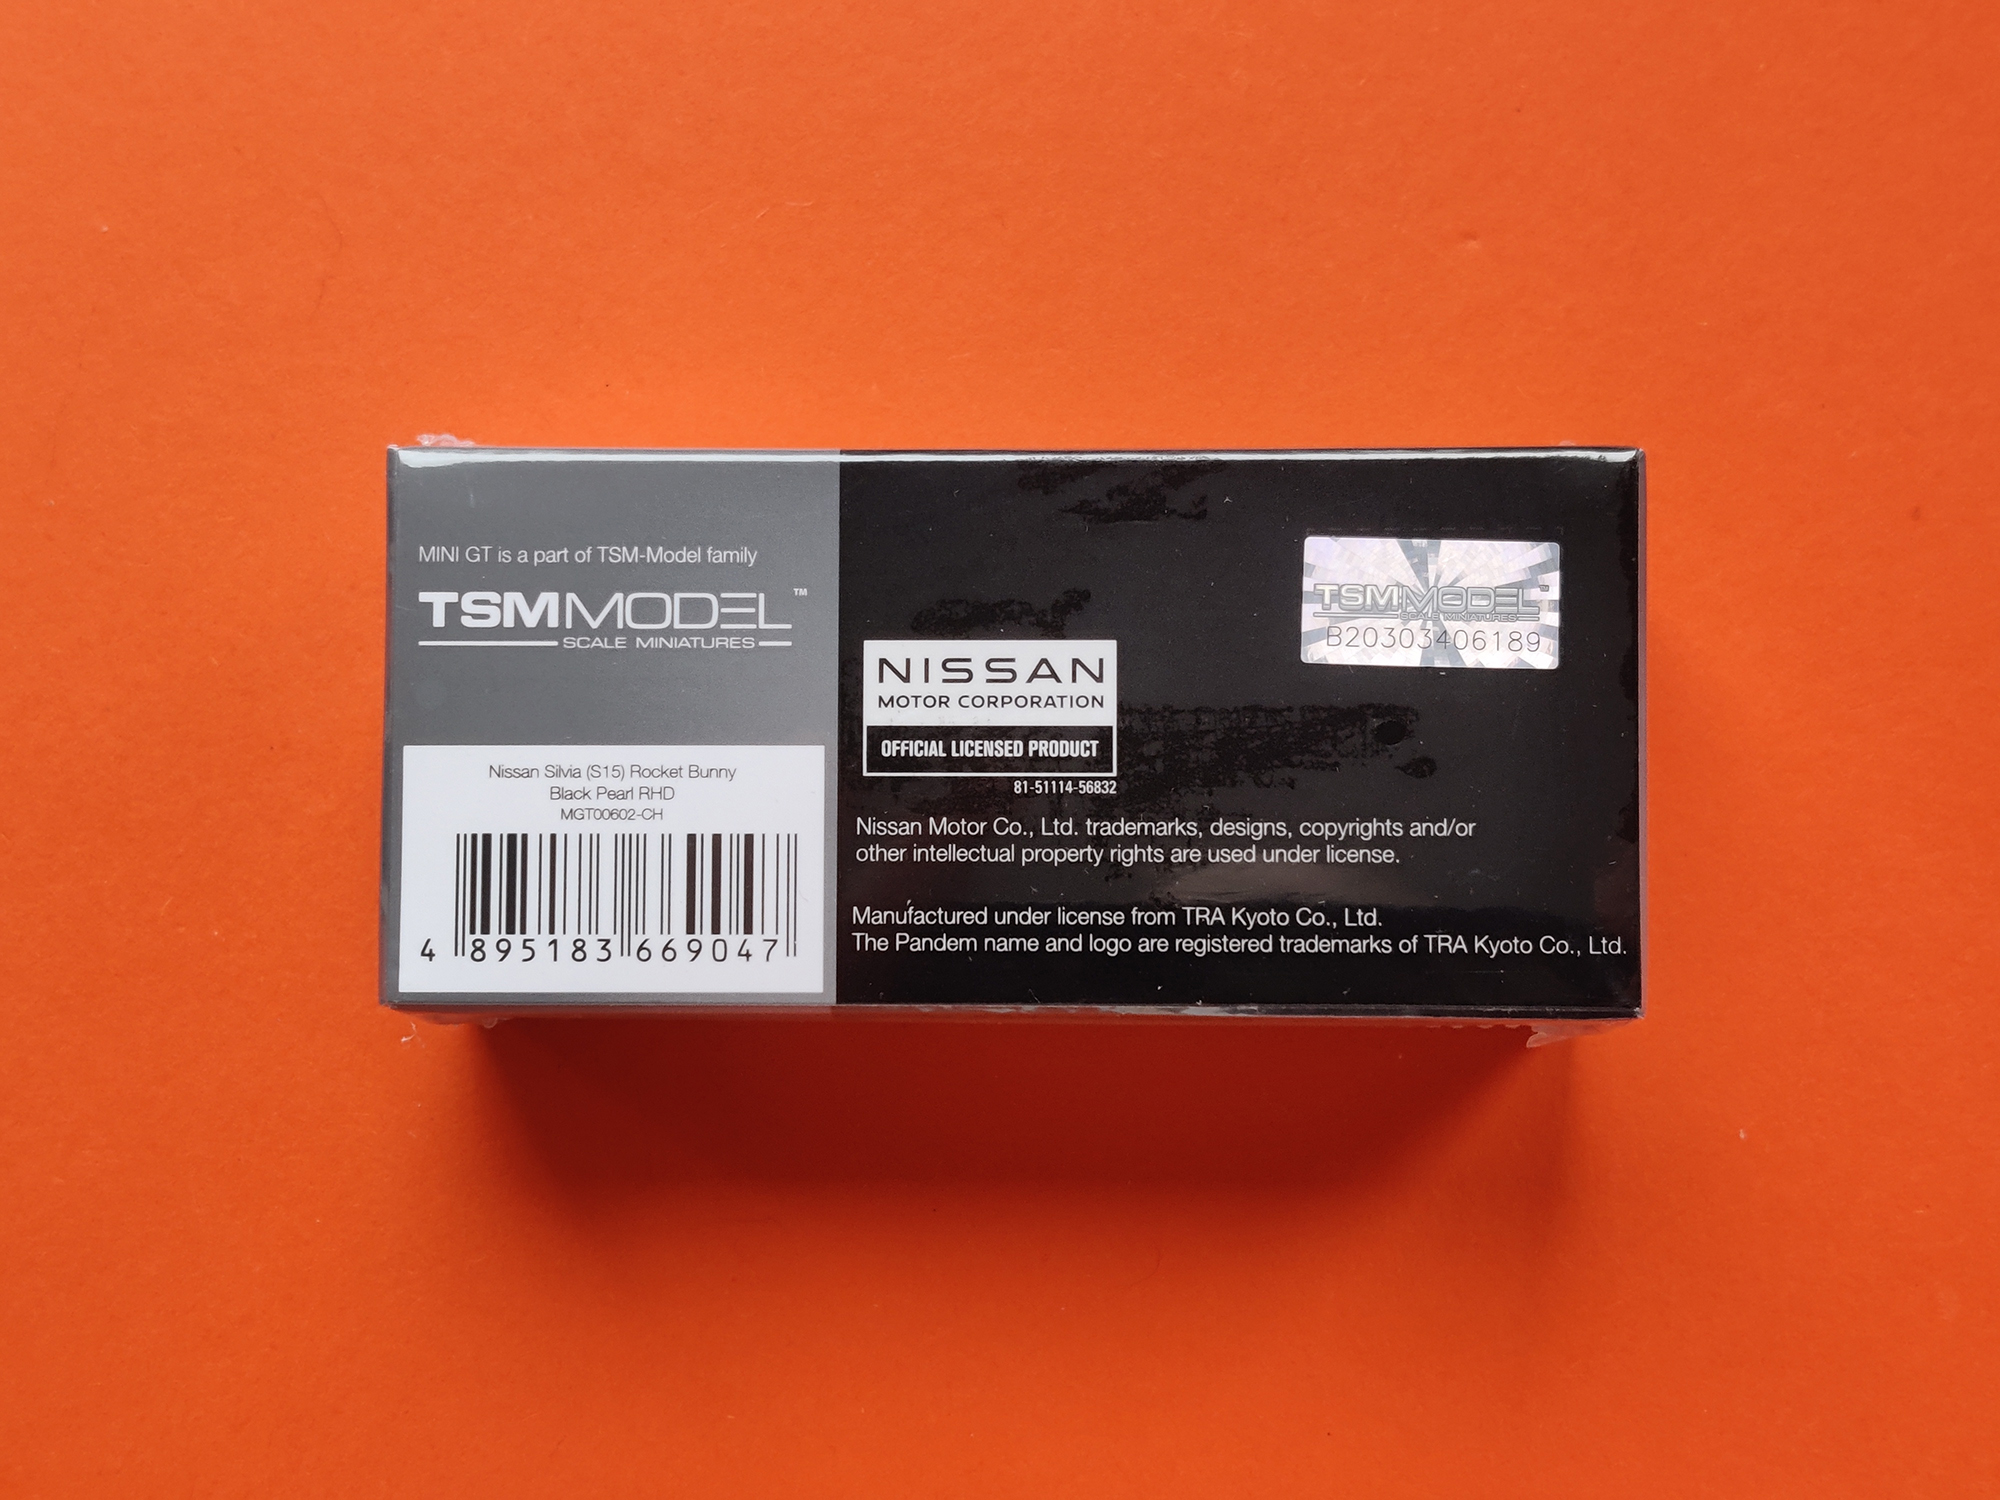 MINI GT is a part of TSM-Model family
TSMMODEL™
SCALE MINIATURES
Nissan Silvia (S15) Rocket Bunny
Black Pearl RHD
MGT00602-CH
4 895183 669047
NISSAN
MOTOR CORPORATION
OFFICIAL LICENSED PRODUCT
81-51114-56832
Nissan Motor Co., Ltd. trademarks, designs, copyrights and/or
other intellectual property rights are used under license.
Manufactured under license from TRA Kyoto Co., Ltd.
The Pandem name and logo are registered trademarks of TRA Kyoto Co., Ltd.
TSMMODEL™
SCALE MINIATURES
B20303406189